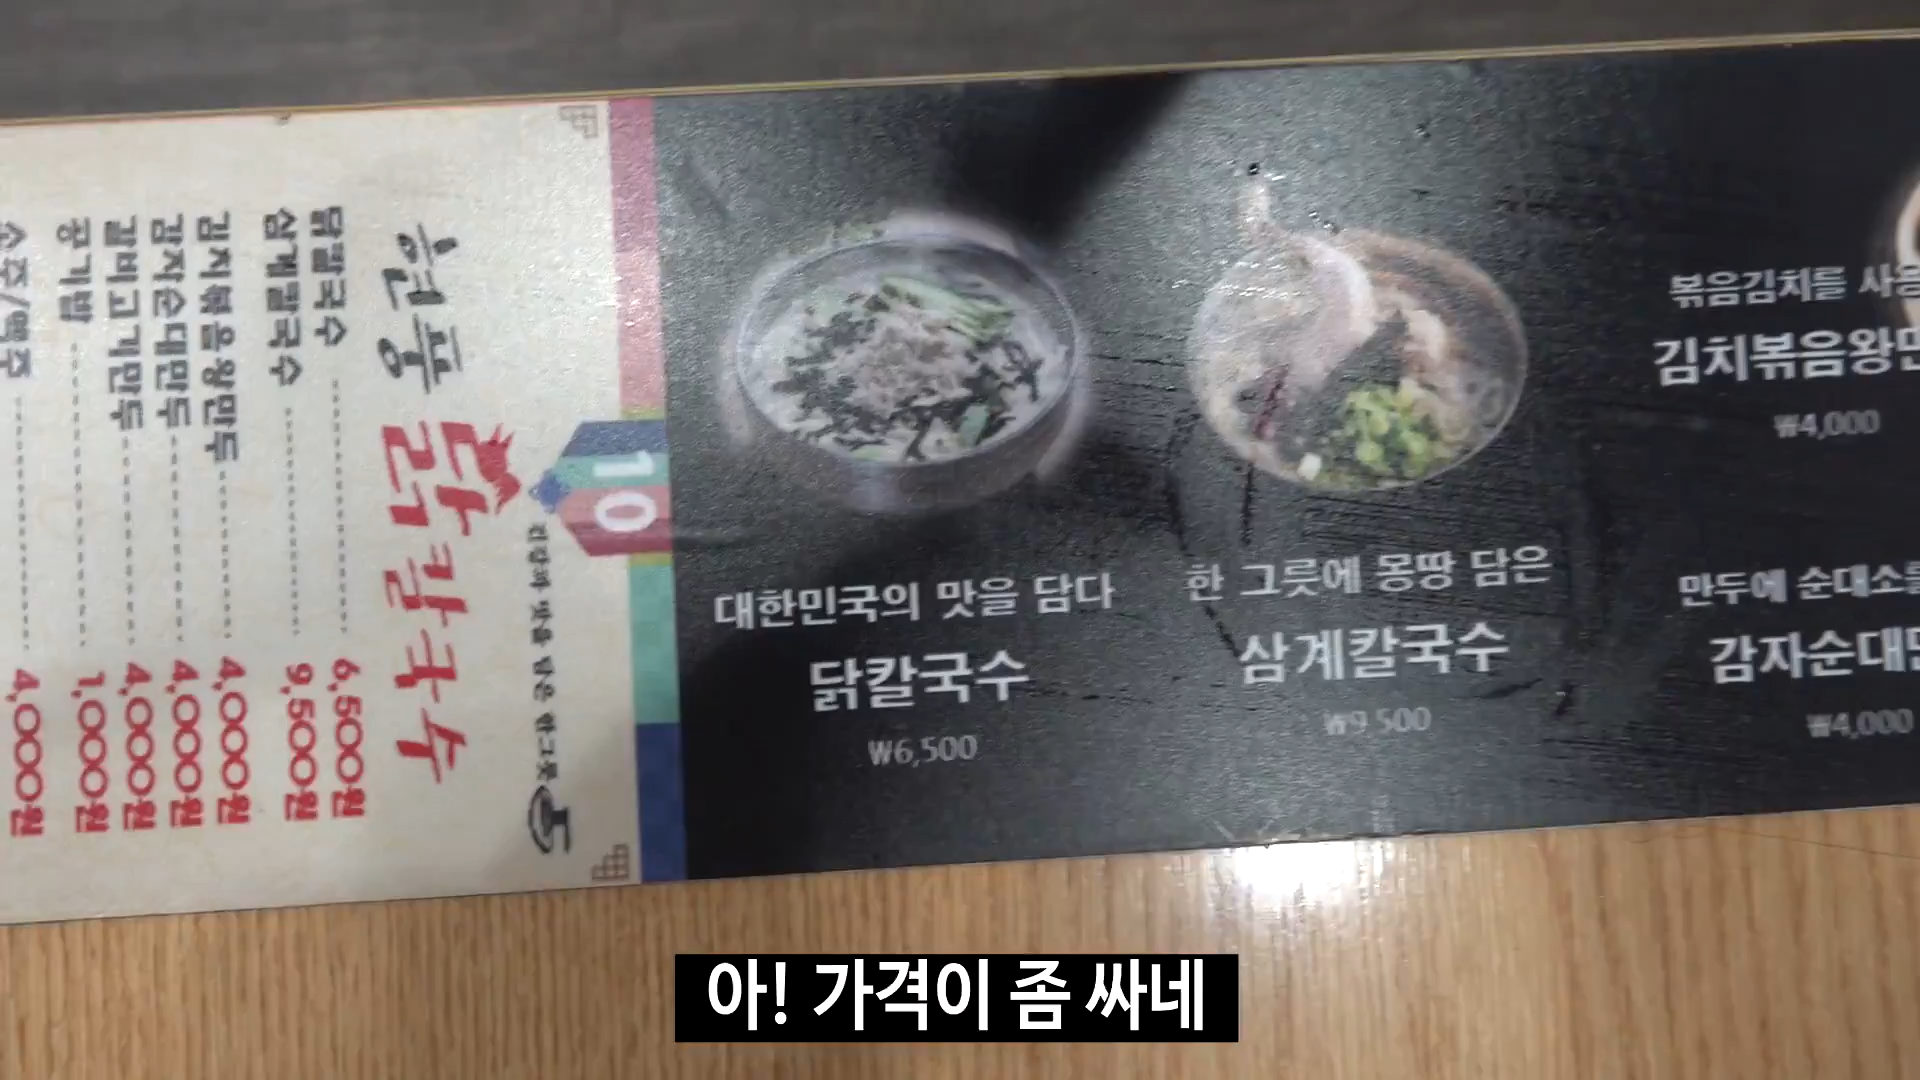 원풍
닭칼국수
진심과 맛을 담은 한그릇
10
닭칼국수 6,500원
삼계칼국수 9,500원
김치볶음왕만두 4,000원
감자순대만두 4,000원
갈비고기만두 4,000원
공기밥 1,000원
소주/맥주 4,000원
대한민국의 맛을 담다
닭칼국수
₩6,500
한 그릇에 몽땅 담은
삼계칼국수
₩9,500
볶음김치를
김치볶음왕만
₩4,000
만두에 순대소를
감자순대만
₩4,000
아! 가격이 좀 싸네